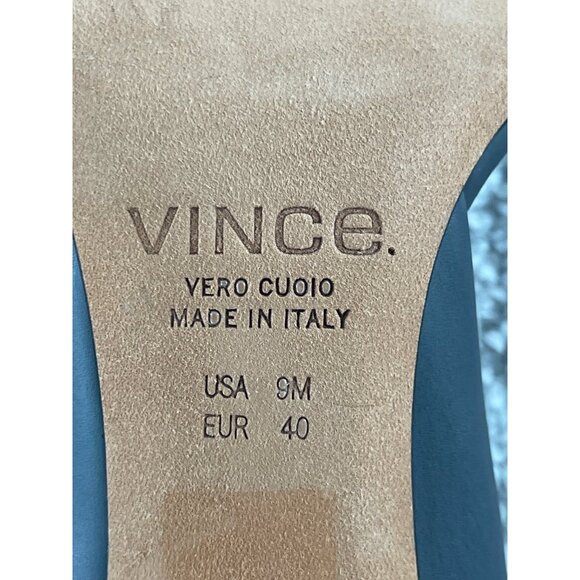 VINCe.
VERO CUOIO
MADE IN ITALY
USA 9M
EUR 40